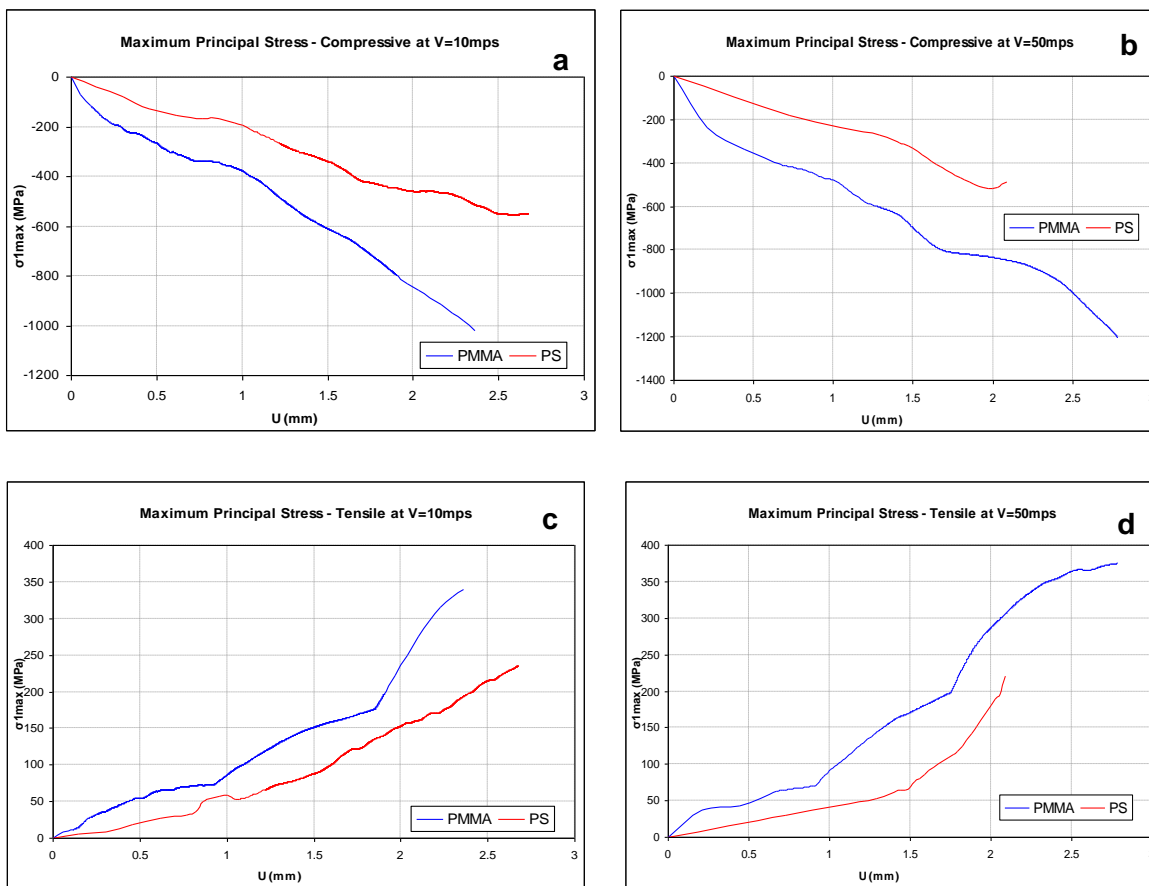 Maximum Principal Stress - Compressive at V=10mps
a
0
-200
-400
-600
-800
-1000
-1200
σ1max (MPa)
0 0.5 1 1.5 2 2.5 3
U (mm)
PMMA PS
Maximum Principal Stress - Compressive at V=50mps
b
0
-200
-400
-600
-800
-1000
-1200
-1400
σ1max (MPa)
0 0.5 1 1.5 2 2.5
U (mm)
PMMA PS
Maximum Principal Stress - Tensile at V=10mps
c
400
350
300
250
200
150
100
50
0
σ1max (MPa)
0 0.5 1 1.5 2 2.5 3
U (mm)
PMMA PS
Maximum Principal Stress - Tensile at V=50mps
d
400
350
300
250
200
150
100
50
0
σ1max (MPa)
0 0.5 1 1.5 2 2.5
U (mm)
PMMA PS